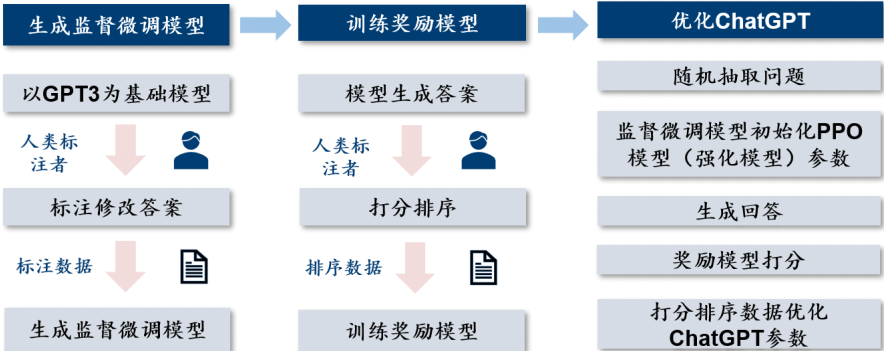 生成监督微调模型
训练奖励模型
优化ChatGPT
以GPT3为基础模型
人类标
注者
标注修改答案
标注数据
生成监督微调模型
模型生成答案
人类标
注者
打分排序
排序数据
训练奖励模型
随机抽取问题
监督微调模型初始化PPO
模型（强化模型）参数
生成回答
奖励模型打分
打分排序数据优化
ChatGPT参数